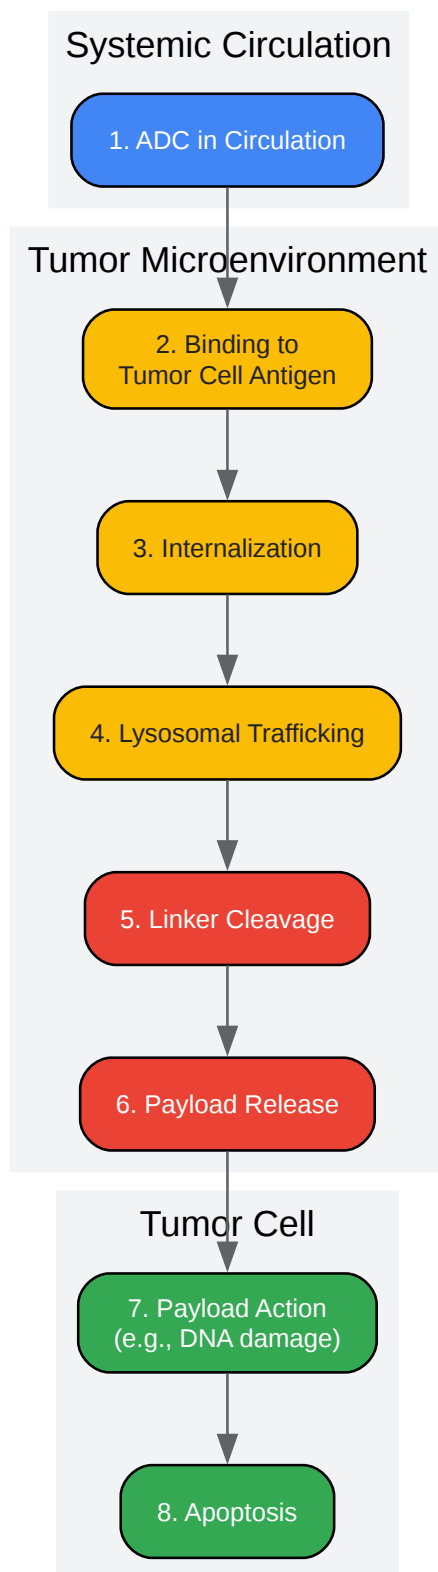 Systemic Circulation
1. ADC in Circulation
Tumor Microenvironment
2. Binding to
Tumor Cell Antigen
3. Internalization
4. Lysosomal Trafficking
5. Linker Cleavage
6. Payload Release
Tumor Cell
7. Payload Action
(e.g., DNA damage)
8. Apoptosis